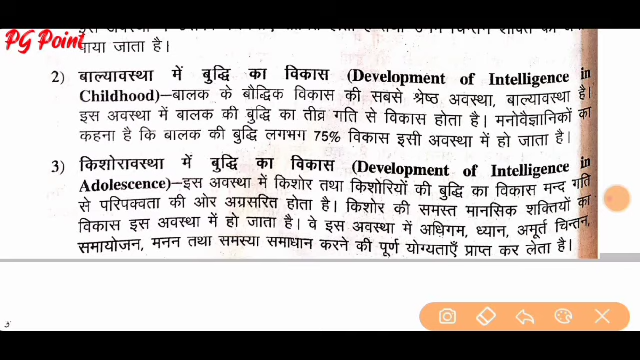 PG Point
पाया जाता है।
2) बाल्यावस्था में बुद्धि का विकास (Development of Intelligence in
Childhood)–बालक के बौद्धिक विकास की सबसे श्रेष्ठ अवस्था, बाल्यावस्था है।
इस अवस्था में बालक की बुद्धि का तीव्र गति से विकास होता है। मनोवैज्ञानिकों का
कहना है कि बालक की बुद्धि लगभग 75% विकास इसी अवस्था में हो जाता है।
3) किशोरावस्था में बुद्धि का विकास (Development of Intelligence in
Adolescence)–इस अवस्था में किशोर तथा किशोरियों की बुद्धि का विकास मन्द गति
से परिपक्वता की ओर अग्रसरित होता है। किशोर की समस्त मानसिक शक्तियों का
विकास इस अवस्था में हो जाता है। वे इस अवस्था में अधिगम, ध्यान, अमूर्त चिन्तन,
समायोजन, मनन तथा समस्या समाधान करने की पूर्ण योग्यताएँ प्राप्त कर लेता है।